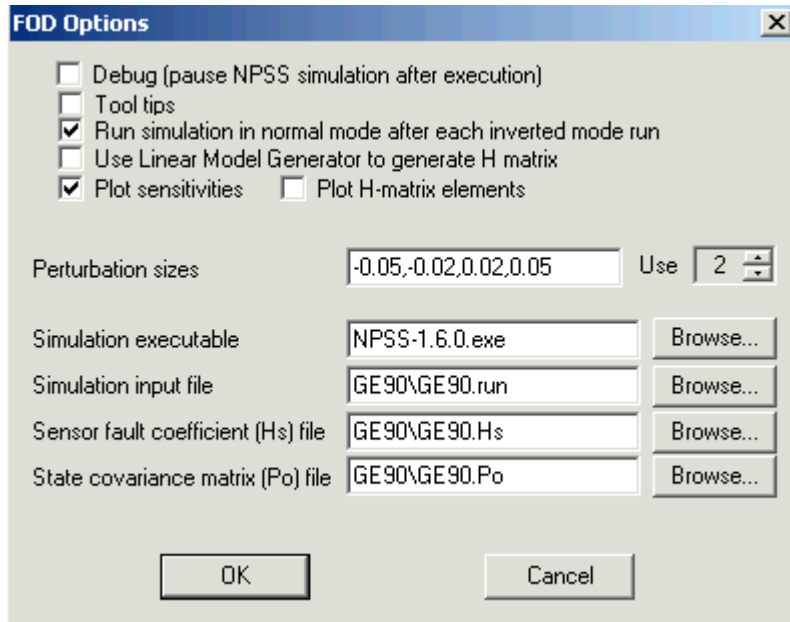 FOD Options
Debug (pause NPSS simulation after execution)
Tool tips
Run simulation in normal mode after each inverted mode run
Use Linear Model Generator to generate H matrix
Plot sensitivities Plot H-matrix elements
Perturbation sizes -0.05,-0.02,0.02,0.05 Use 2
Simulation executable NPSS-1.6.0.exe Browse...
Simulation input file GE90\GE90.run Browse...
Sensor fault coefficient (Hs) file GE90\GE90.Hs Browse...
State covariance matrix (Po) file GE90\GE90.Po Browse...
OK Cancel